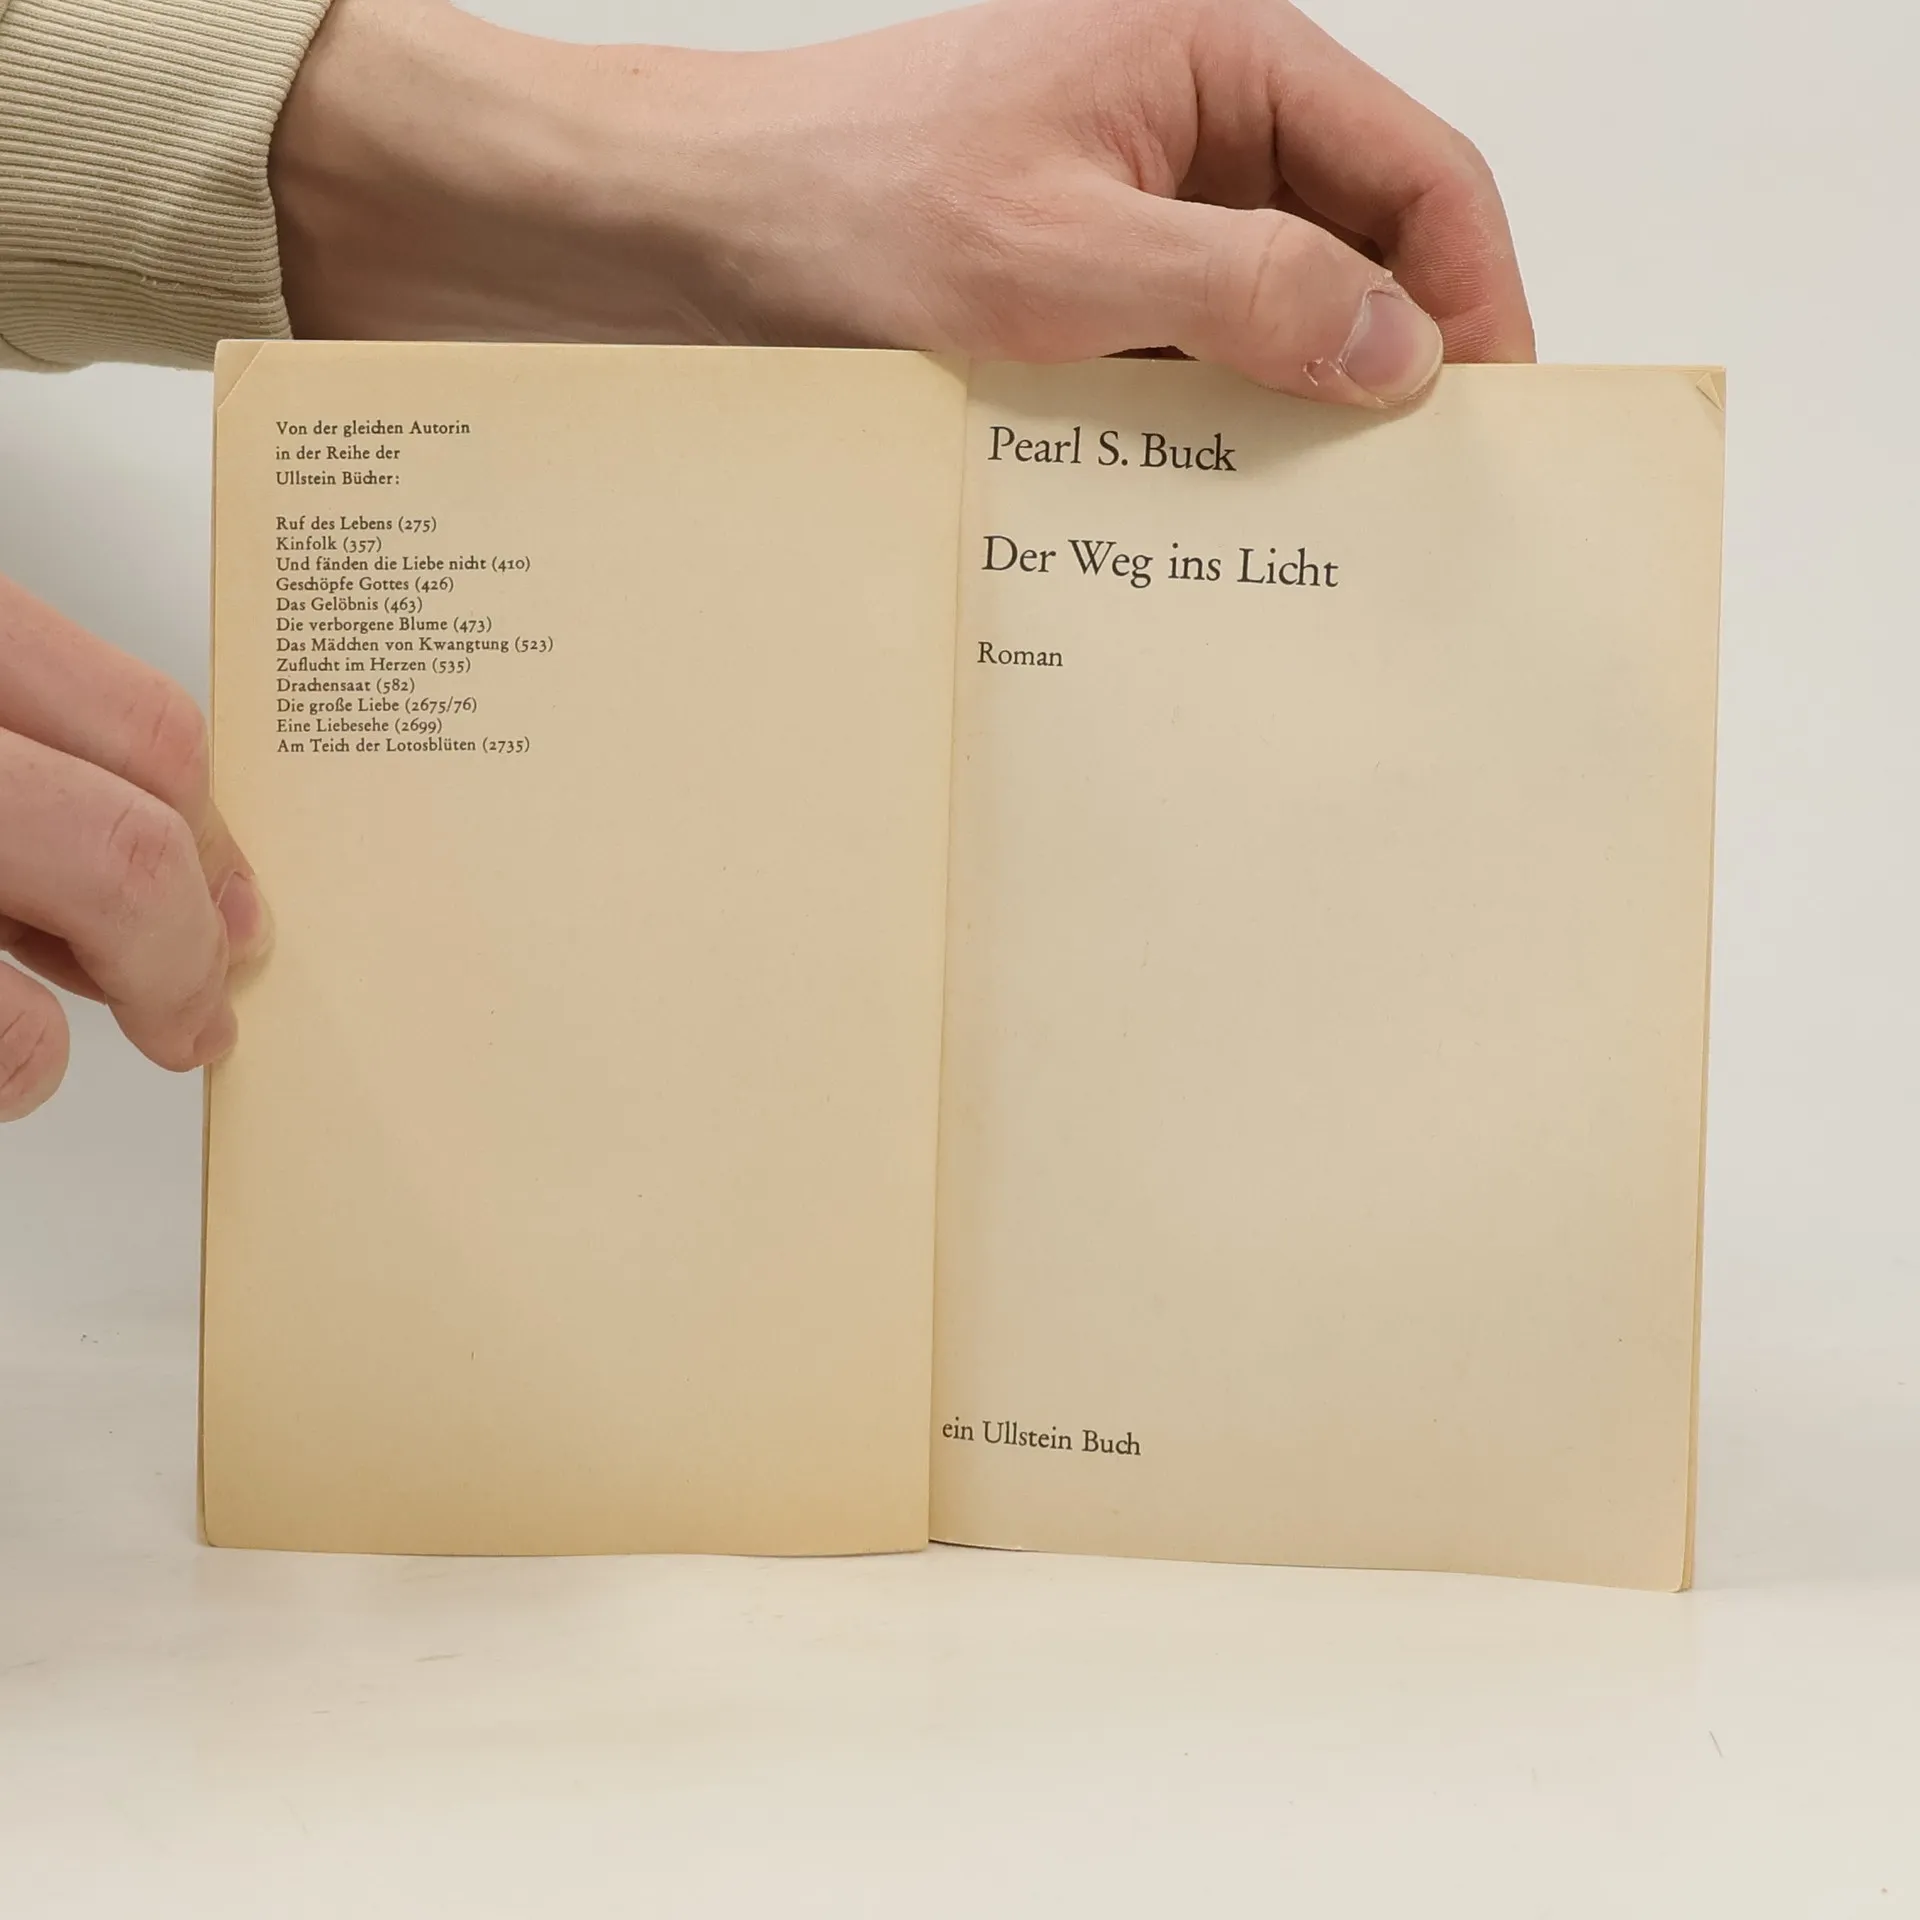 Von der gleichen Autorin
in der Reihe der
Ullstein Bücher:
Ruf des Lebens (275)
Kinfolk (357)
Und fänden die Liebe nicht (410)
Geschöpfe Gottes (426)
Das Gelöbnis (463)
Die verborgene Blume (473)
Das Mädchen von Kwangtung (523)
Zuflucht im Herzen (535)
Drachensaat (582)
Die große Liebe (2675/76)
Eine Liebesehe (2699)
Am Teich der Lotosblüten (2735)
Pearl S. Buck
Der Weg ins Licht
Roman
ein Ullstein Buch